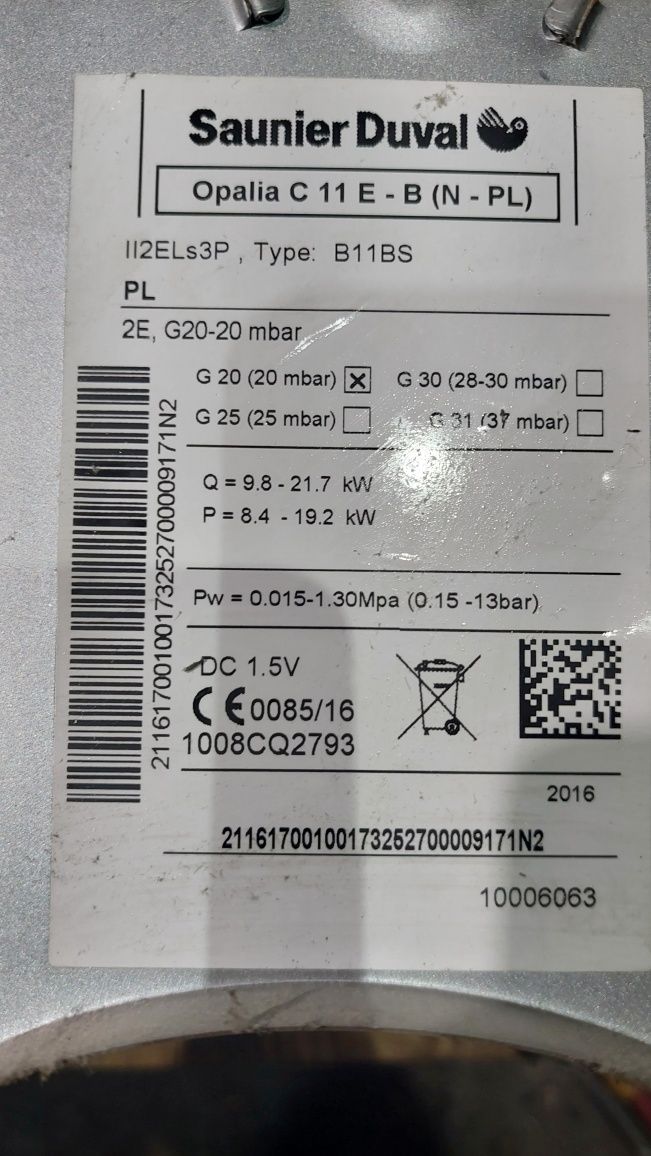 Saunier Duval
Opalia C 11 E - B (N - PL)
II2ELs3P , Type: B11BS
PL
2E, G20-20 mbar
G 20 (20 mbar) G 30 (28-30 mbar)
G 25 (25 mbar) G 31 (37 mbar)
Q = 9.8 - 21.7 kW
P = 8.4 - 19.2 kW
Pw = 0.015-1.30Mpa (0.15 -13bar)
DC 1.5V
CE 0085/16
1008CQ2793
2016
21161700100173252700009171N2
10006063
21161700100173252700009171N2